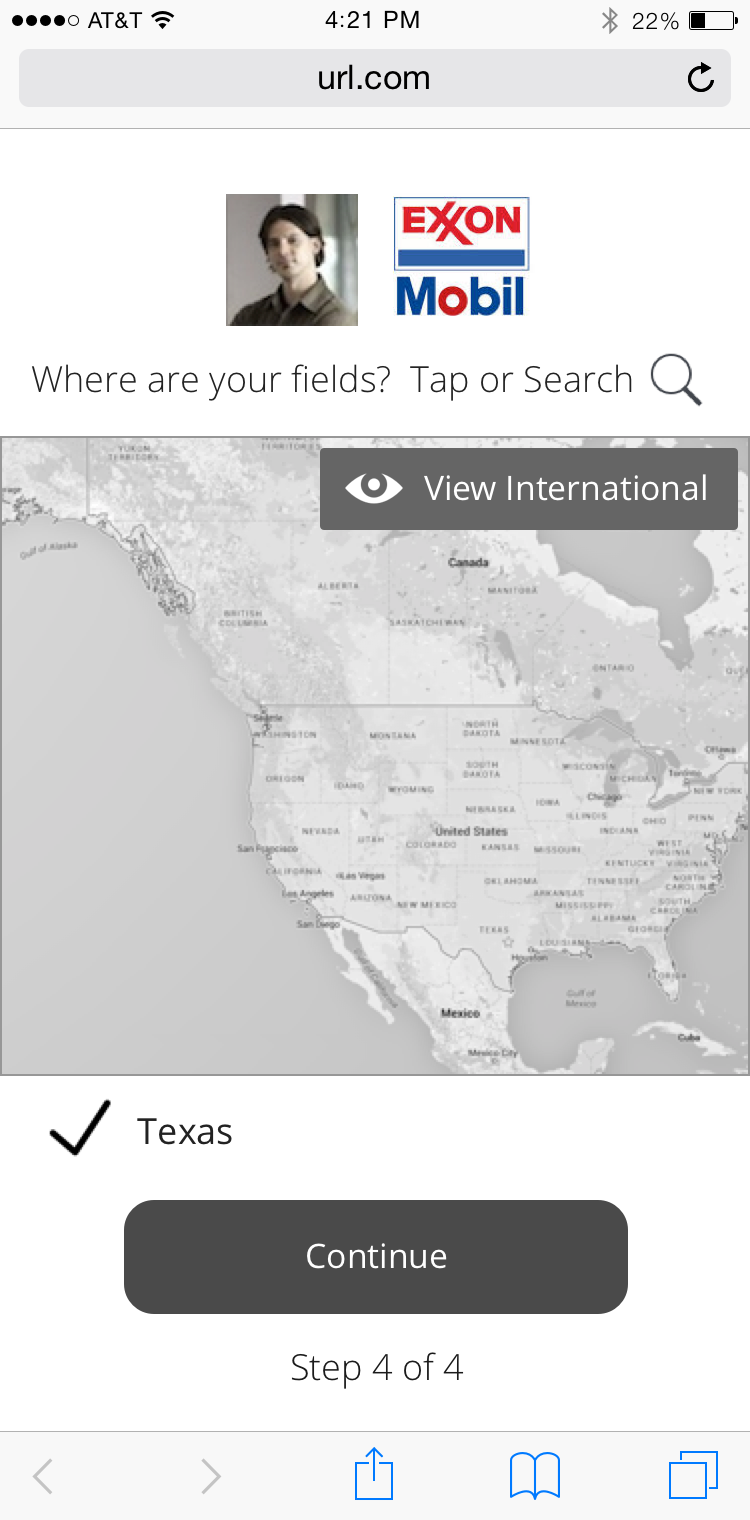 AT&T 4:21 PM 22%
url.com
EXXON
Mobil
Where are your fields? Tap or Search
View International
YUKON
TERRITORY
TERRITORIES
Gulf of Alaska
Canada
ALBERTA
MANITOBA
BRITISH
COLUMBIA
SASKATCHEWAN
ONTARIO
Seattle
WASHINGTON
MONTANA
NORTH
DAKOTA
MINNESOTA
Ottawa
OREGON
IDAHO
WYOMING
SOUTH
DAKOTA
WISCONSIN
MICHIGAN
Toronto
NEW YORK
Chicago
NEBRASKA
IOWA
ILLINOIS
INDIANA
OHIO
PENN
NEVADA
UTAH
United States
COLORADO
KANSAS
MISSOURI
WEST
VIRGINIA
MD
San Francisco
KENTUCKY
VIRGINIA
CALIFORNIA
Las Vegas
OKLAHOMA
TENNESSEE
NORTH
CAROLINA
Los Angeles
ARIZONA
NEW MEXICO
ARKANSAS
MISSISSIPPI
SOUTH
CAROLINA
ALABAMA
San Diego
TEXAS
GEORGIA
LOUISIANA
Houston
Gulf of California
FLORIDA
Gulf of
Mexico
Mexico
Cuba
Mexico City
Texas
Continue
Step 4 of 4